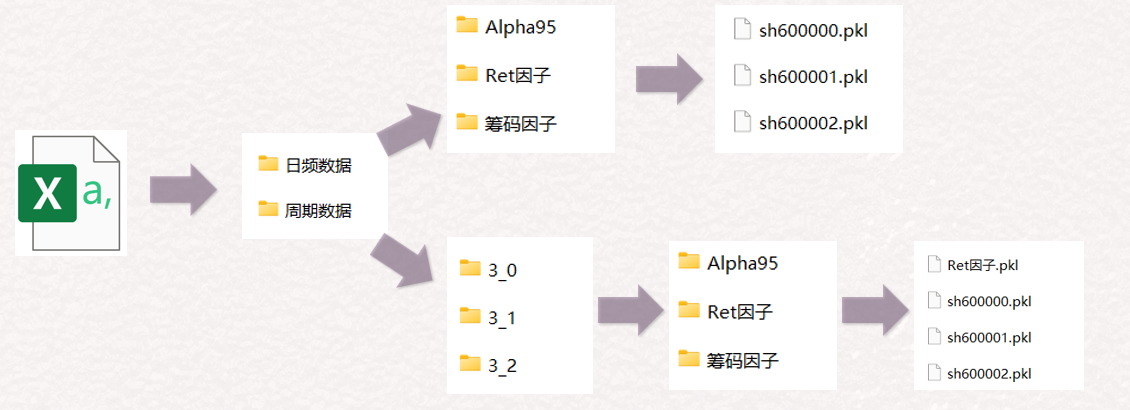 Alpha95
Ret因子
筹码因子
sh600000.pkl
sh600001.pkl
sh600002.pkl
X a,
日频数据
周期数据
3_0
3_1
3_2
Alpha95
Ret因子
筹码因子
Ret因子.pkl
sh600000.pkl
sh600001.pkl
sh600002.pkl